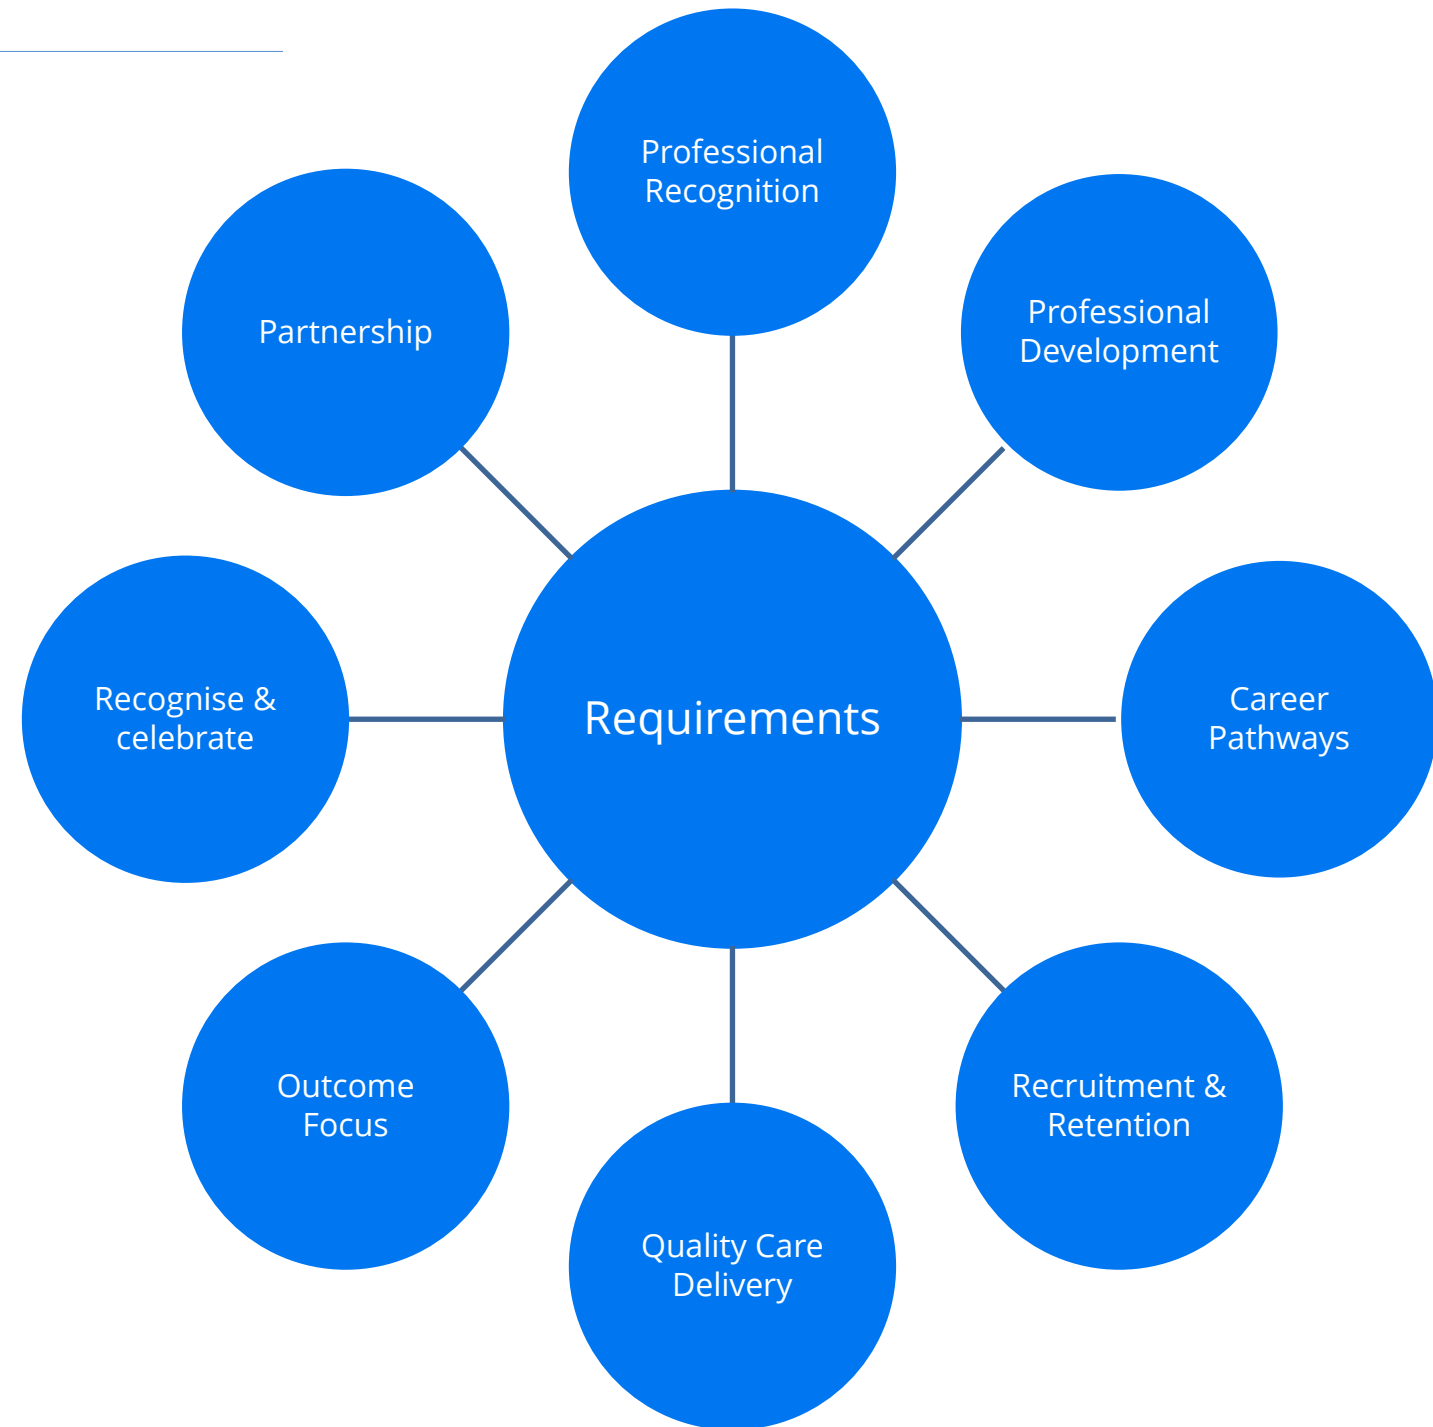 Professional
Recognition
Professional
Development
Partnership
Career
Pathways
Requirements
Recognise &
celebrate
Recruitment &
Retention
Outcome
Focus
Quality Care
Delivery